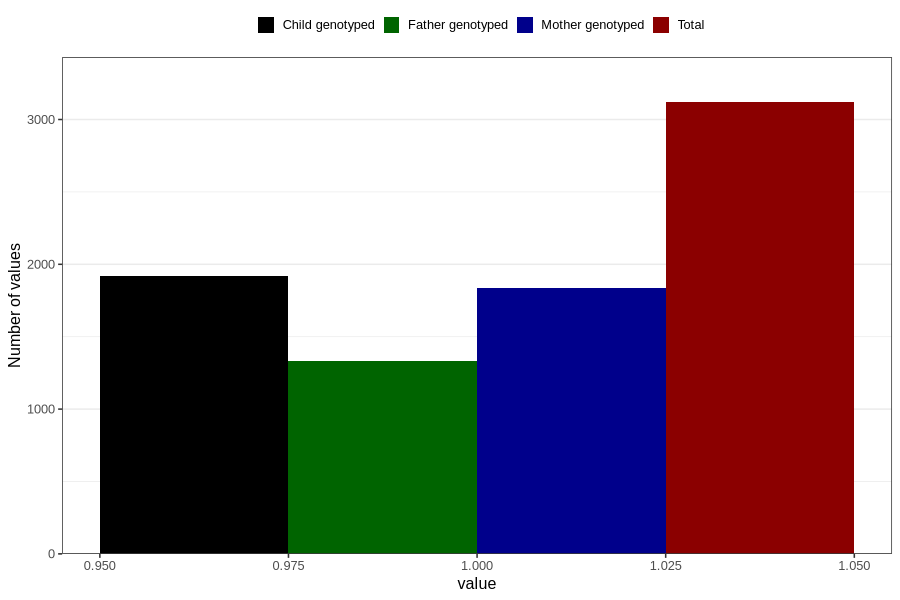 Child genotyped Father genotyped Mother genotyped Total
Number of values
3000
2000
1000
0
0.950 0.975 1.000 1.025 1.050
value